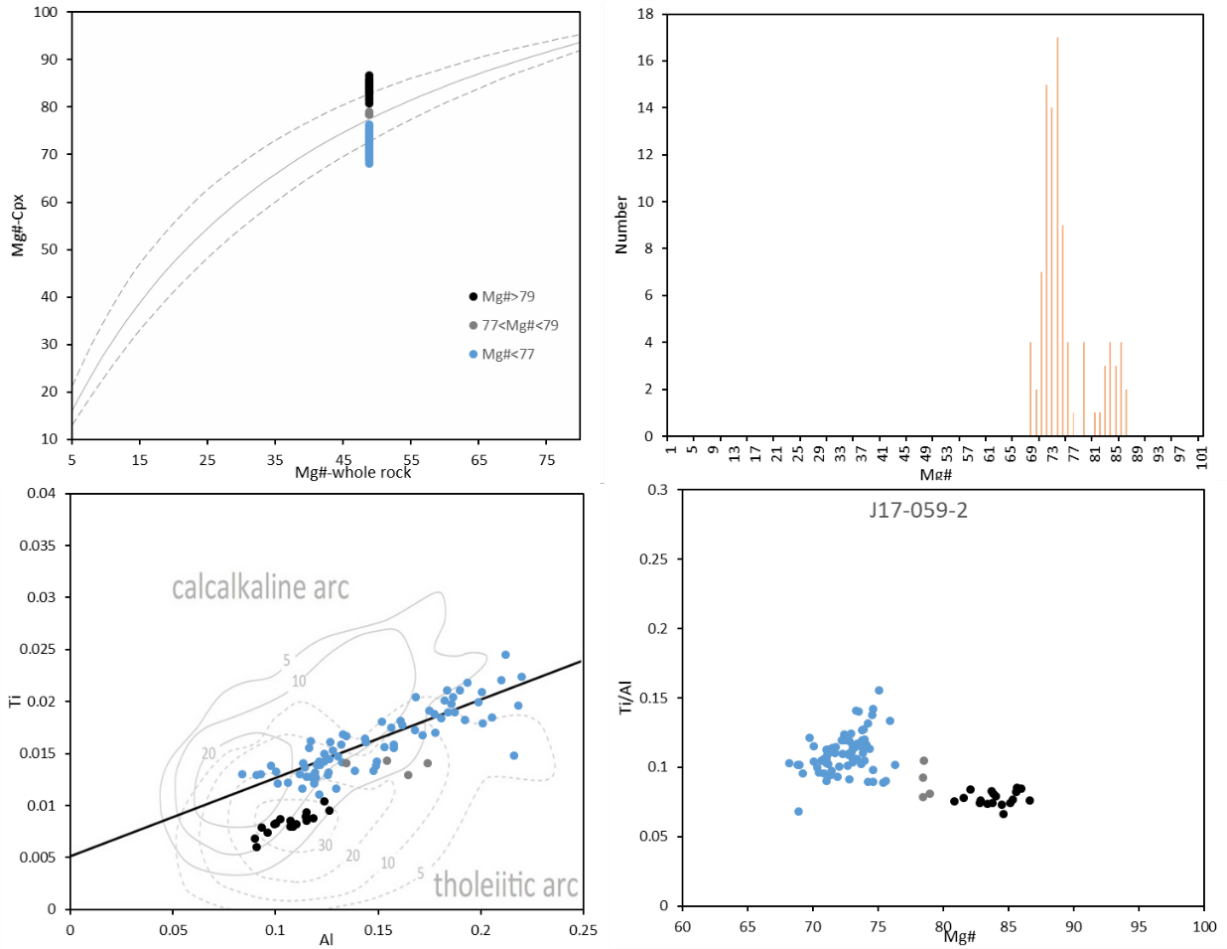 100
90
80
70
60
50
40
30
20
10
Mg#-Cpx
5 15 25 35 45 55 65 75
Mg#-whole rock
Mg#>79
77<Mg#<79
Mg#<77
18
16
14
12
10
8
6
4
2
0
Number
1 5 9 13 17 21 25 29 33 37 41 45 49 53 57 61 65 69 73 77 81 85 89 93 97 101
Mg#
0.04
0.035
0.03
0.025
0.02
0.015
0.01
0.005
0
Ti
calcalkaline arc
5
10
20
30
20
10
5
tholeiitic arc
0 0.05 0.1 0.15 0.2 0.25
Al
J17-059-2
0.3
0.25
0.2
0.15
0.1
0.05
0
Ti/Al
60 65 70 75 80 85 90 95 100
Mg#